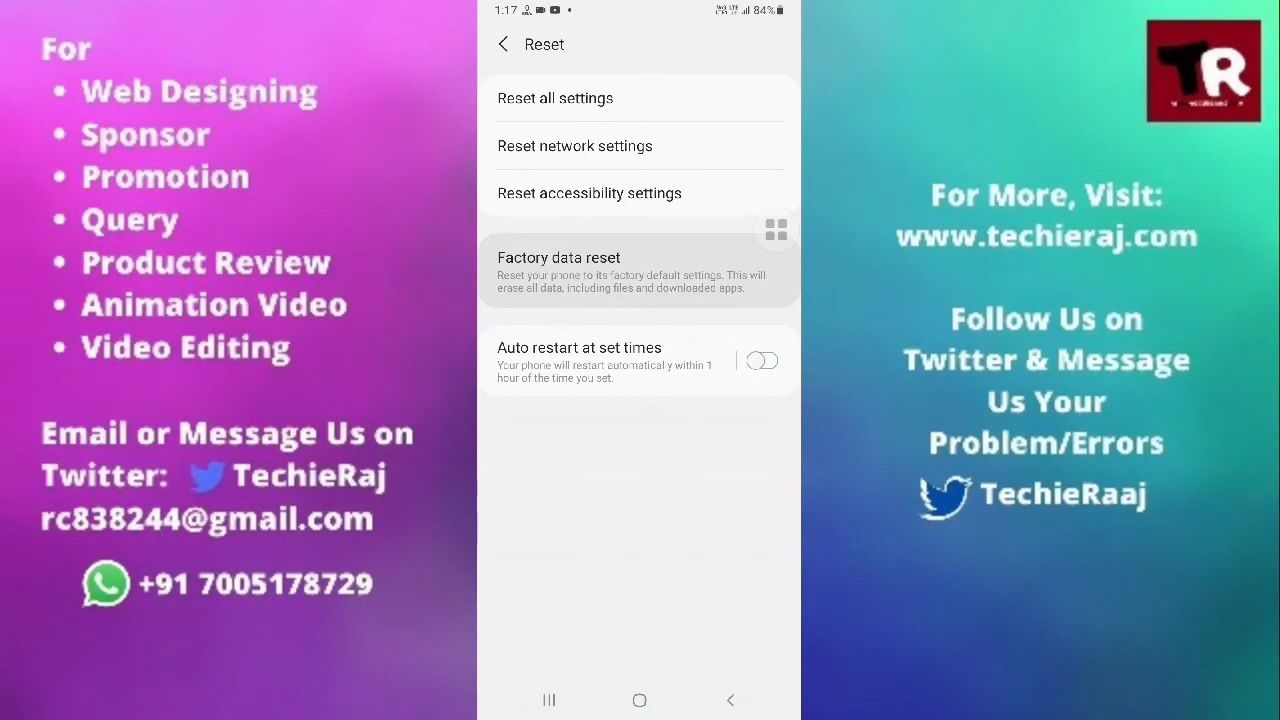 For
• Web Designing
• Sponsor
• Promotion
• Query
• Product Review
• Animation Video
• Video Editing
Email or Message Us on
Twitter: TechieRaj
rc838244@gmail.com
+91 7005178729
1:17
84%
Reset
Reset all settings
Reset network settings
Reset accessibility settings
Factory data reset
Reset your phone to its factory default settings. This will
erase all data, including files and downloaded apps.
Auto restart at set times
Your phone will restart automatically within 1
hour of the time you set.
TR
For More, Visit:
www.techieraj.com
Follow Us on
Twitter & Message
Us Your
Problem/Errors
TechieRaaj